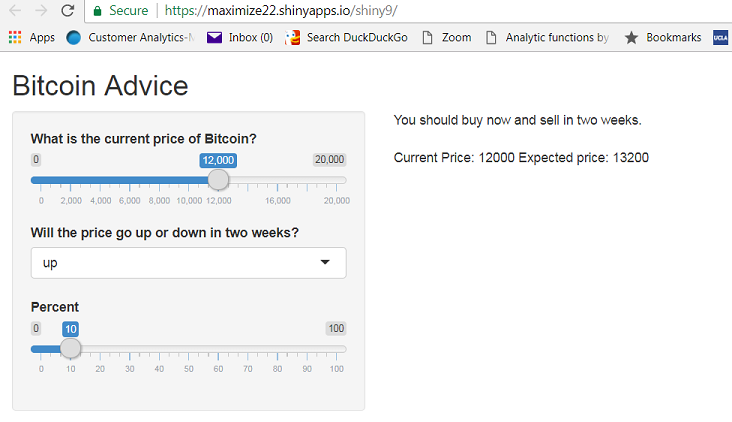 Secure | https://maximize22.shinyapps.io/shiny9/
Apps Customer Analytics-N Inbox (0) Search DuckDuckGo Zoom Analytic functions by Bookmarks UCLA
Bitcoin Advice
What is the current price of Bitcoin?
0 12,000 20,000
0 2,000 4,000 6,000 8,000 10,000 12,000 16,000 20,000
Will the price go up or down in two weeks?
up
Percent
0 10 100
0 10 20 30 40 50 60 70 80 90 100
You should buy now and sell in two weeks.
Current Price: 12000 Expected price: 13200